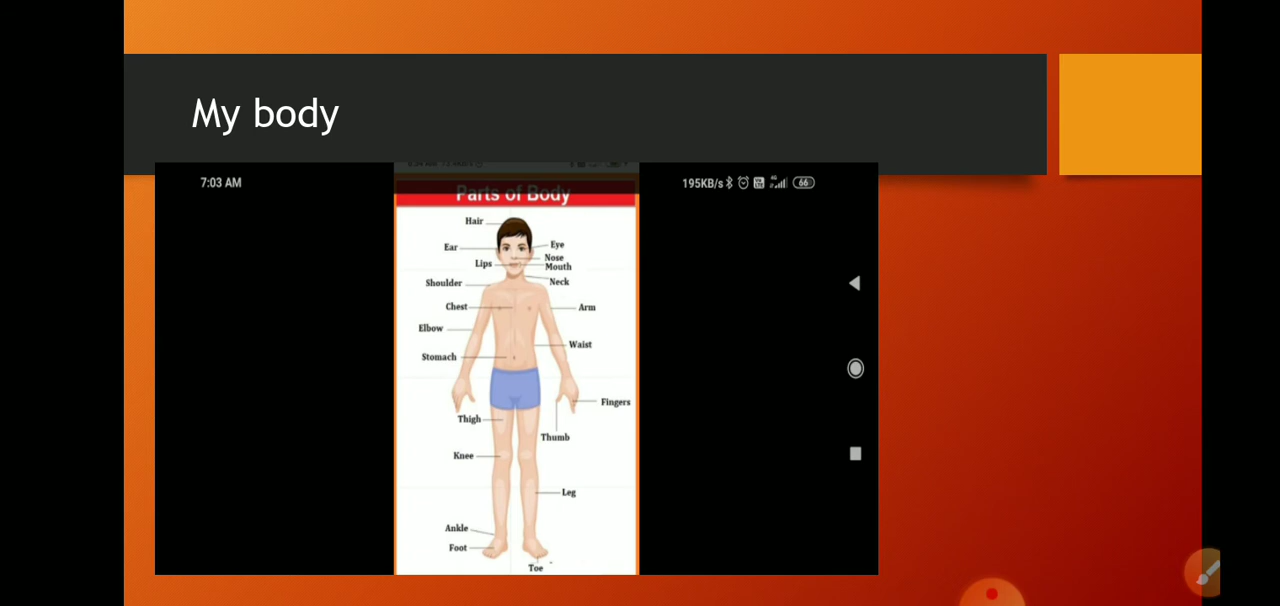 My body
7:03 AM
195KB/s
66
Parts of Body
Hair
Ear
Eye
Nose
Lips
Mouth
Shoulder
Neck
Chest
Arm
Elbow
Waist
Stomach
Fingers
Thigh
Thumb
Knee
Leg
Ankle
Foot
Toe